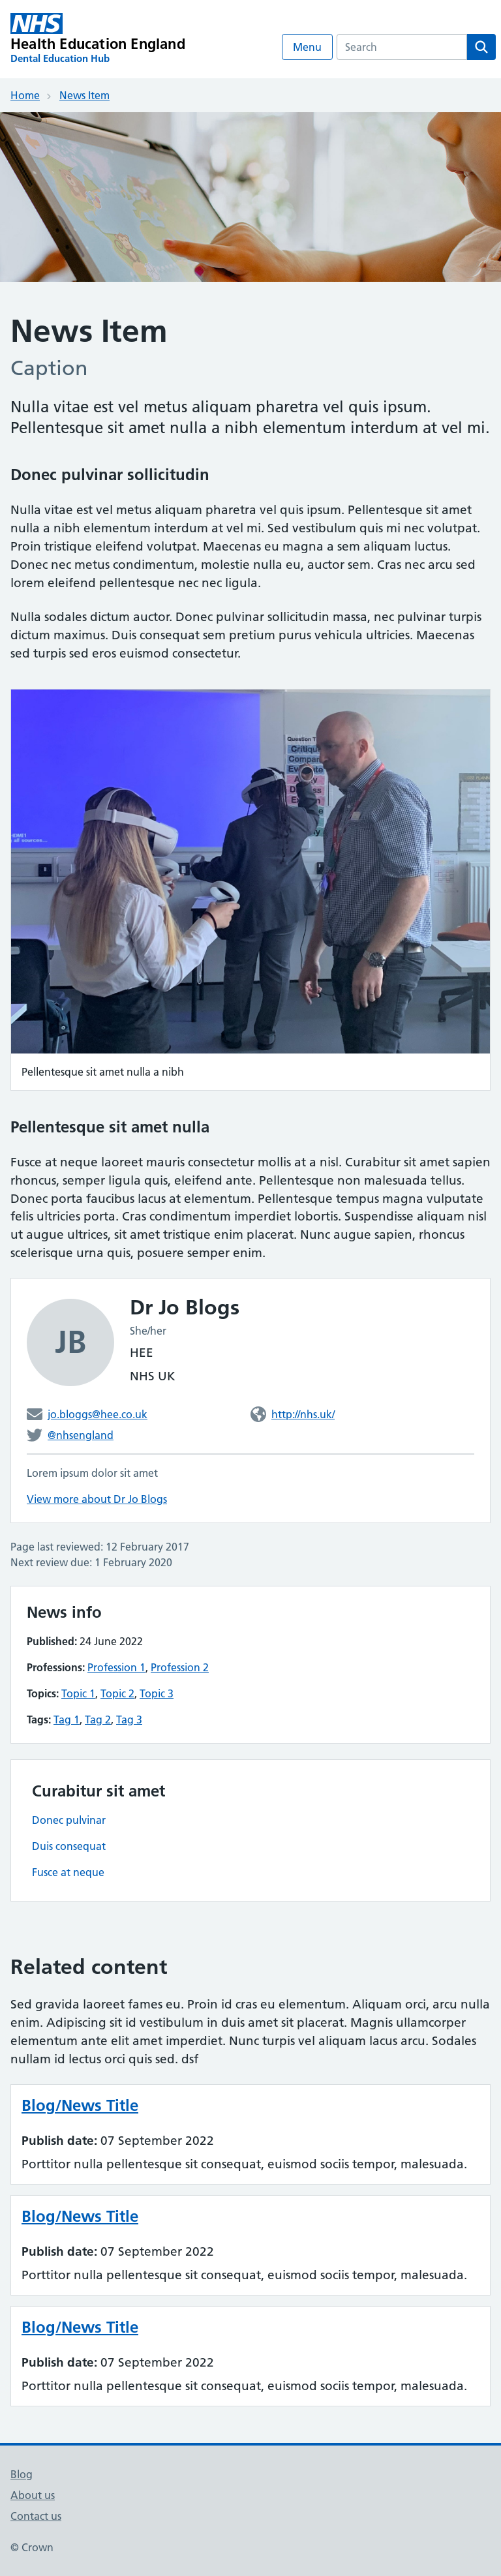 NHS
Health Education England
Dental Education Hub
Menu
Search
Home
News Item
News Item
Caption
Nulla vitae est vel metus aliquam pharetra vel quis ipsum.
Pellentesque sit amet nulla a nibh elementum interdum at vel mi.
Donec pulvinar sollicitudin
Nulla vitae est vel metus aliquam pharetra vel quis ipsum. Pellentesque sit amet
nulla a nibh elementum interdum at vel mi. Sed vestibulum quis mi nec volutpat.
Proin tristique eleifend volutpat. Maecenas eu magna a sem aliquam luctus.
Donec nec metus condimentum, molestie nulla eu, auctor sem. Cras nec arcu sed
lorem eleifend pellentesque nec nec ligula.
Nulla sodales dictum auctor. Donec pulvinar sollicitudin massa, nec pulvinar turpis
dictum maximus. Duis consequat sem pretium purus vehicula ultricies. Maecenas
sed turpis sed eros euismod consectetur.
Question T
Critique
Compar
all sources...
Pellentesque sit amet nulla a nibh
Pellentesque sit amet nulla
Fusce at neque laoreet mauris consectetur mollis at a nisl. Curabitur sit amet sapien
rhoncus, semper ligula quis, eleifend ante. Pellentesque non malesuada tellus.
Donec porta faucibus lacus at elementum. Pellentesque tempus magna vulputate
felis ultricies porta. Cras condimentum imperdiet lobortis. Suspendisse aliquam nisl
ut augue ultrices, sit amet tristique enim placerat. Nunc augue sapien, rhoncus
scelerisque urna quis, posuere semper enim.
JB
Dr Jo Blogs
She/her
HEE
NHS UK
jo.bloggs@hee.co.uk
http://nhs.uk/
@nhsengland
Lorem ipsum dolor sit amet
View more about Dr Jo Blogs
Page last reviewed: 12 February 2017
Next review due: 1 February 2020
News info
Published: 24 June 2022
Professions: Profession 1, Profession 2
Topics: Topic 1, Topic 2, Topic 3
Tags: Tag 1, Tag 2, Tag 3
Curabitur sit amet
Donec pulvinar
Duis consequat
Fusce at neque
Related content
Sed gravida laoreet fames eu. Proin id cras eu elementum. Aliquam orci, arcu nulla
enim. Adipiscing sit id vestibulum in duis amet sit placerat. Magnis ullamcorper
elementum ante elit amet imperdiet. Nunc turpis vel aliquam lacus arcu. Sodales
nullam id lectus orci quis sed. dsf
Blog/News Title
Publish date: 07 September 2022
Porttitor nulla pellentesque sit consequat, euismod sociis tempor, malesuada.
Blog/News Title
Publish date: 07 September 2022
Porttitor nulla pellentesque sit consequat, euismod sociis tempor, malesuada.
Blog/News Title
Publish date: 07 September 2022
Porttitor nulla pellentesque sit consequat, euismod sociis tempor, malesuada.
Blog
About us
Contact us
© Crown